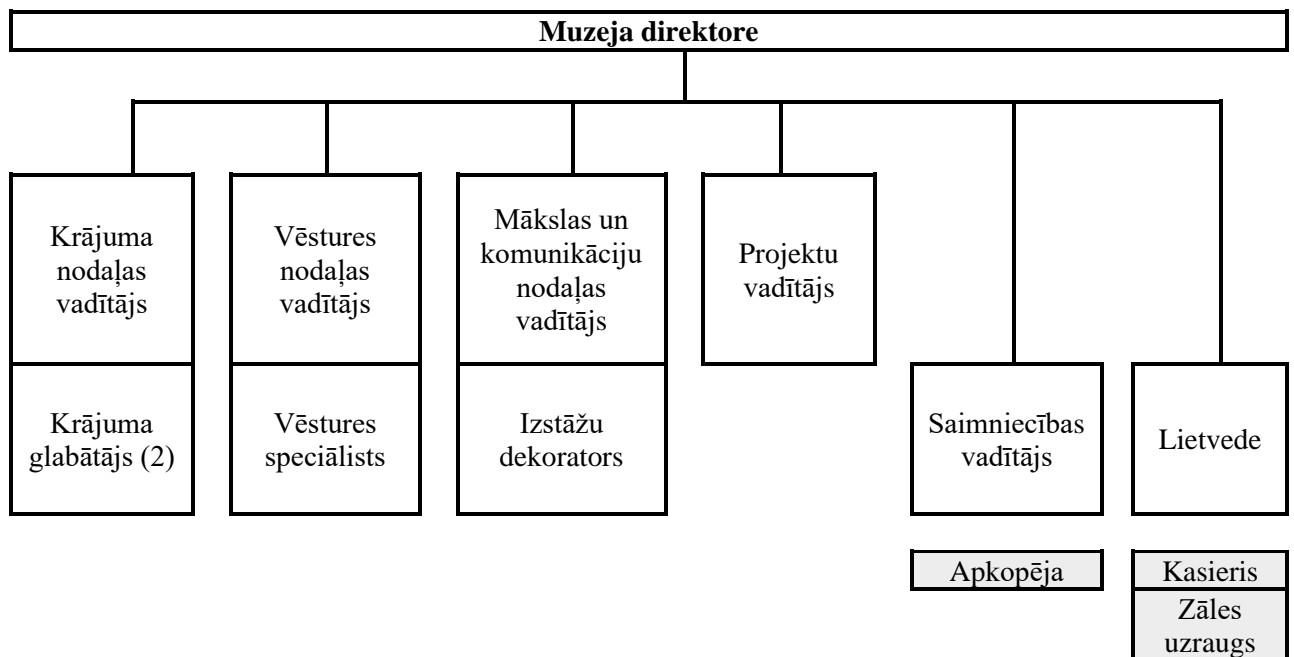 Muzeja direktore
Krājuma
nodaļas
vadītājs
Vēstures
nodaļas
vadītājs
Mākslas un
komunikāciju
nodaļas
vadītājs
Projektu
vadītājs
Krājuma
glabātājs (2)
Vēstures
speciālists
Izstāžu
dekorators
Saimniecības
vadītājs
Lietvede
Apkopēja
Kasieris
Zāles
uzraugs